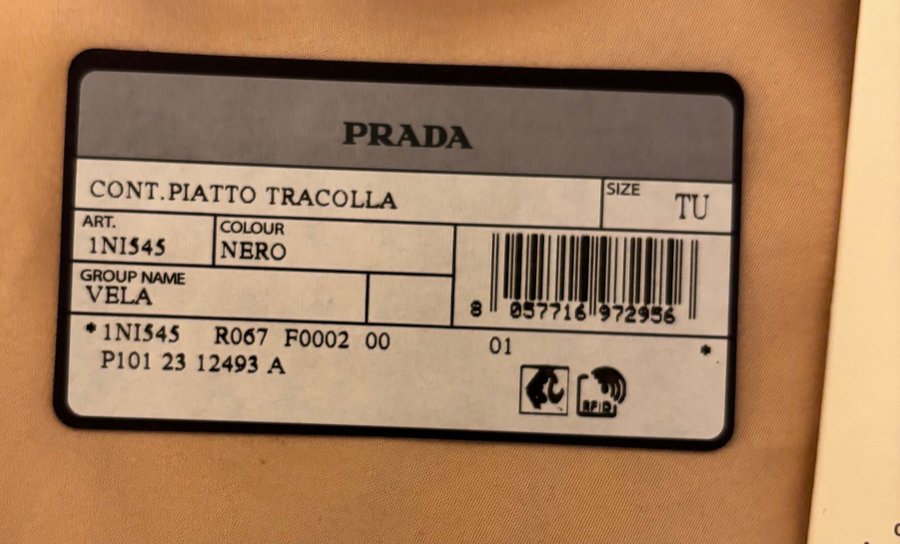 PRADA
CONT.PIATTO TRACOLLA
SIZE
TU
ART.
1NI545
COLOUR
NERO
GROUP NAME
VELA
8 057716 972956
*1NI545 R067 F0002 00 01 *
P101 23 12493 A
RFID